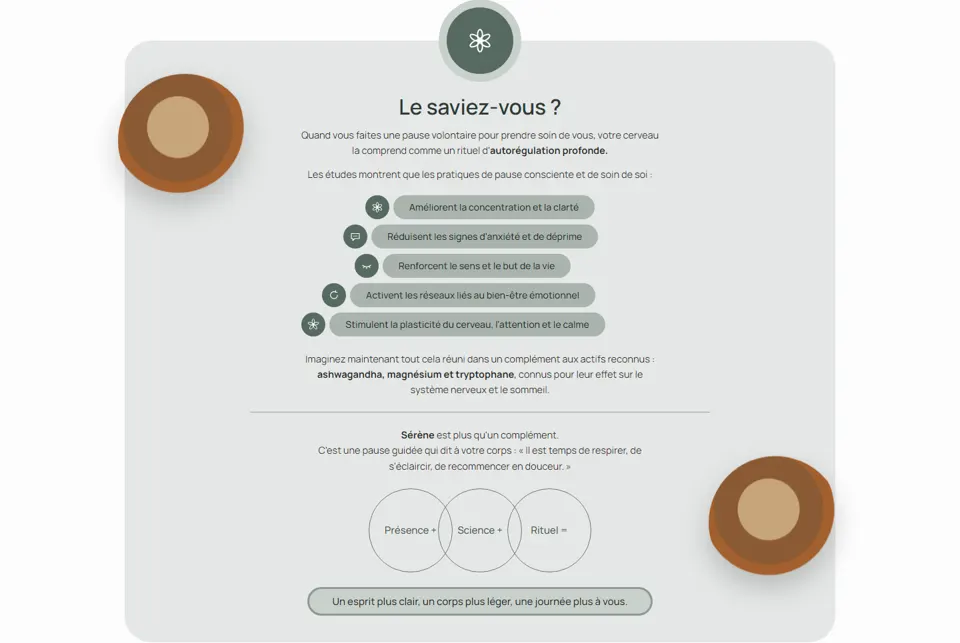 Le saviez-vous ?
Quand vous faites une pause volontaire pour prendre soin de vous, votre cerveau
la comprend comme un rituel d'autorégulation profonde.
Les études montrent que les pratiques de pause consciente et de soin de soi :
Améliorent la concentration et la clarté
Réduisent les signes d'anxiété et de déprime
Renforcent le sens et le but de la vie
Activent les réseaux liés au bien-être émotionnel
Stimulent la plasticité du cerveau, l'attention et le calme
Imaginez maintenant tout cela réuni dans un complément aux actifs reconnus :
ashwagandha, magnésium et tryptophane, connus pour leur effet sur le
système nerveux et le sommeil.
Sérène est plus qu'un complément.
C'est une pause guidée qui dit à votre corps : « Il est temps de respirer, de
s'éclaircir, de recommencer en douceur. »
Présence + Science + Rituel =
Un esprit plus clair, un corps plus léger, une journée plus à vous.